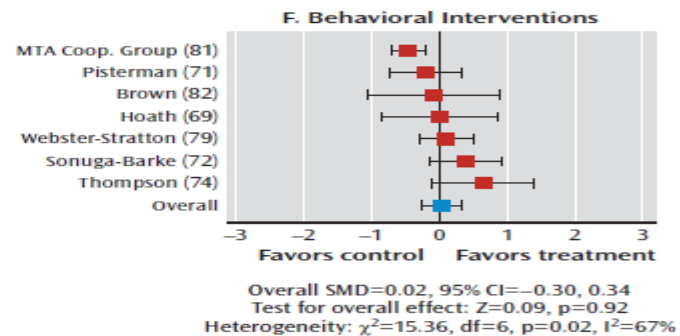 F. Behavioral Interventions
MTA Coop. Group (81)
Pisterman (71)
Brown (82)
Hoath (69)
Webster-Stratton (79)
Sonuga-Barke (72)
Thompson (74)
Overall
−3 −2 −1 0 1 2 3
Favors control Favors treatment
Overall SMD=0.02, 95% CI=−0.30, 0.34
Test for overall effect: Z=0.09, p=0.92
Heterogeneity: χ²=15.36, df=6, p=0.02, I²=67%